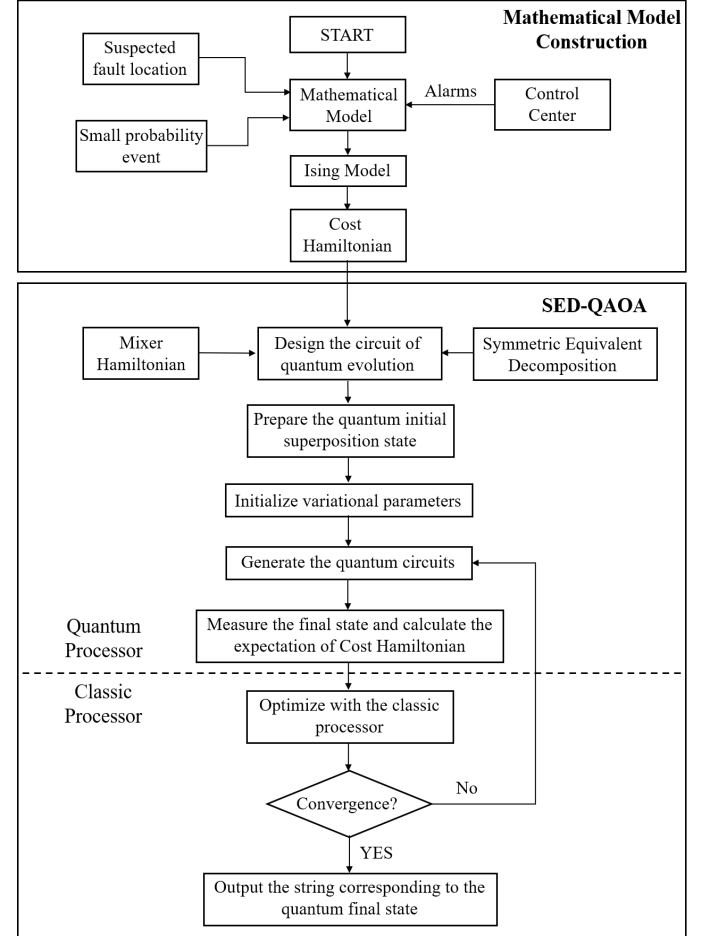 Mathematical Model
Construction
START
Suspected
fault location
Mathematical
Model
Alarms
Control
Center
Small probability
event
Ising Model
Cost
Hamiltonian
SED-QAOA
Mixer
Hamiltonian
Design the circuit of
quantum evolution
Symmetric Equivalent
Decomposition
Prepare the quantum initial
superposition state
Initialize variational parameters
Generate the quantum circuits
Quantum
Processor
Measure the final state and calculate the
expectation of Cost Hamiltonian
Classic
Processor
Optimize with the classic
processor
Convergence?
No
YES
Output the string corresponding to the
quantum final state